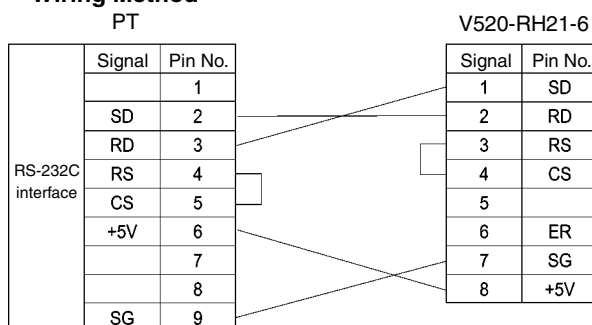 Wiring Method
PT
V520-RH21-6
Signal Pin No.
1
SD 2
RD 3
RS 4
CS 5
+5V 6
7
8
SG 9
RS-232C
interface
Signal Pin No.
1 SD
2 RD
3 RS
4 CS
5
6 ER
7 SG
8 +5V